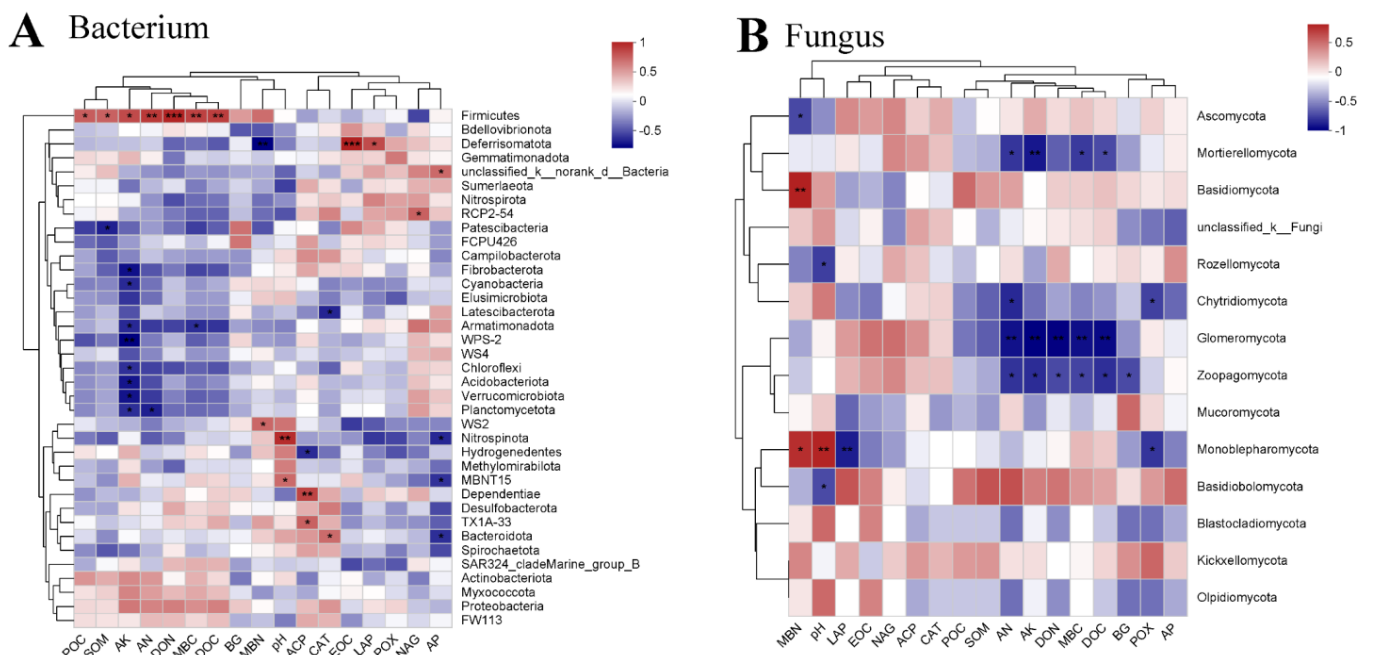 A Bacterium
1
0.5
0
-0.5
* * * ** *** ** ** Firmicutes
Bdellovibrionota
*** * Deferrisomatota
Gemmatimonadota
* unclassified_k__norank_d__Bacteria
Sumerlaeota
Nitrospirota
* RCP2-54
* Patescibacteria
FCPU426
Campilobacterota
* Fibrobacterota
* Cyanobacteria
Elusimicrobiota
* Latescibacterota
* * Armatimonadota
** WPS-2
WS4
* Chloroflexi
* Acidobacteriota
* Verrucomicrobiota
* * Planctomycetota
* WS2
** * Nitrospinota
* Hydrogenedentes
Methylomirabilota
* * MBNT15
** Dependentiae
Desulfobacterota
* TX1A-33
* * Bacteroidota
Spirochaetota
SAR324_cladeMarine_group_B
Actinobacteriota
Myxococcota
Proteobacteria
FW113
POC SOM AK AN DON MBC DOC BG MBN pH ACP CAT EOC LAP POX NAG AP
B Fungus
0.5
0
-0.5
-1
* Ascomycota
* ** * * Mortierellomycota
** Basidiomycota
unclassified_k__Fungi
* Rozellomycota
* * Chytridiomycota
** ** ** ** ** Glomeromycota
* * * * * * Zoopagomycota
Mucoromycota
* ** ** * Monoblepharomycota
* Basidiobolomycota
Blastocladiomycota
Kickxellomycota
Olpidiomycota
MBN pH LAP EOC NAG ACP CAT POC SOM AN AK DON MBC DOC BG POX AP